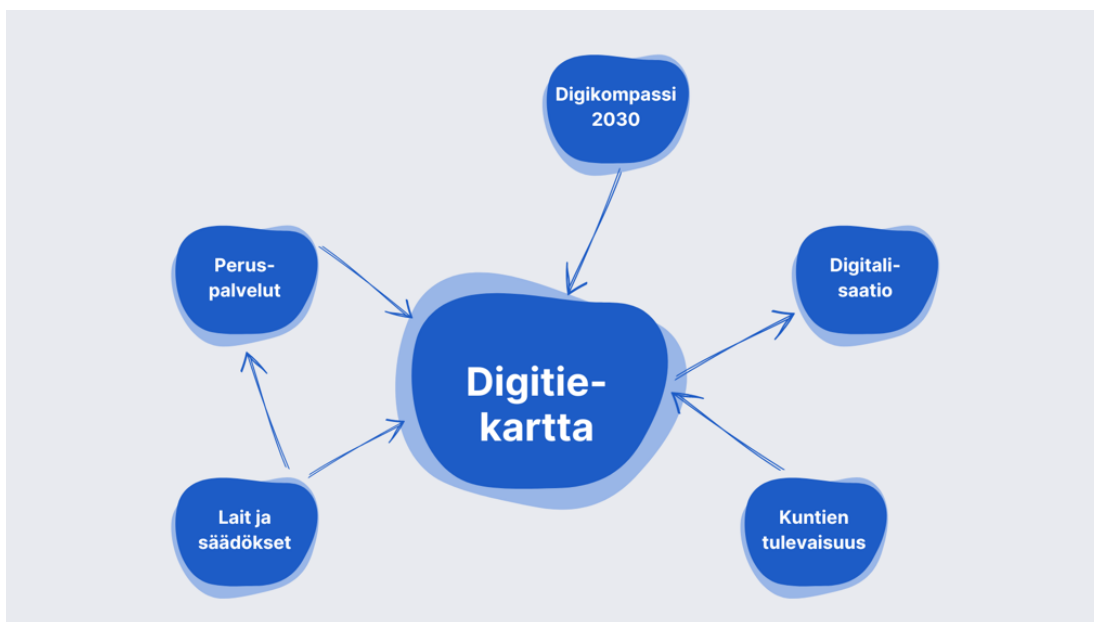 Digikompassi
2030
Perus-
palvelut
Digitali-
saatio
Digitie-
kartta
Lait ja
säädökset
Kuntien
tulevaisuus